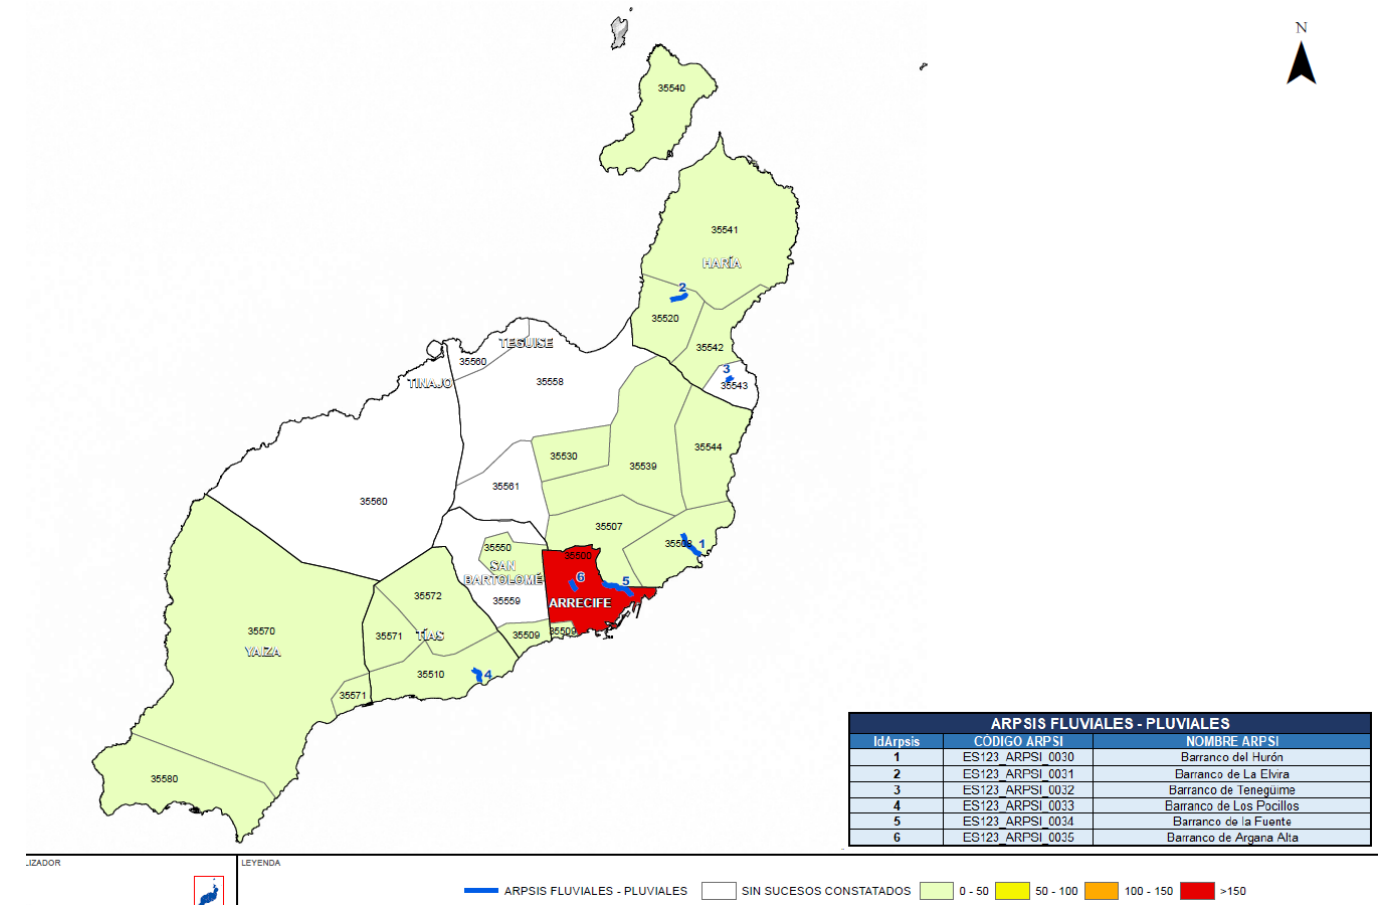 N
35540
35541
HARÍA
2
35520
35542
3
35543
TEGUISE
35560
TINAJO
35558
35544
35530
35539
35561
35560
35507
1
35550
35500
SAN
BARTOLOMÉ
6
5
35559
ARRECIFE
35572
35570
YAIZA
35571
TÍAS
35509
35509
35510
4
35571
35580
ARPSIS FLUVIALES - PLUVIALES
IdArpsis CÓDIGO ARPSI NOMBRE ARPSI
1 ES123_ARPSI_0030 Barranco del Hurón
2 ES123_ARPSI_0031 Barranco de La Elvira
3 ES123_ARPSI_0032 Barranco de Tenegüime
4 ES123_ARPSI_0033 Barranco de Los Pocillos
5 ES123_ARPSI_0034 Barranco de la Fuente
6 ES123_ARPSI_0035 Barranco de Argana Alta
LIZADOR
LEYENDA
ARPSIS FLUVIALES - PLUVIALES SIN SUCESOS CONSTATADOS 0 - 50 50 - 100 100 - 150 >150